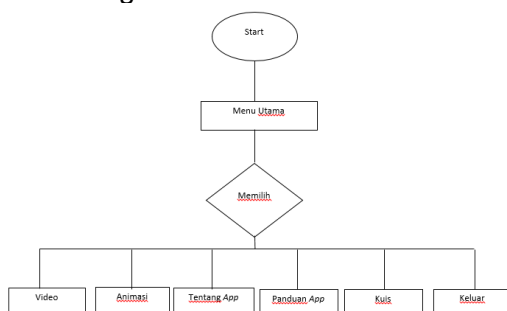 Start
Menu Utama
Memilih
Video
Animasi
Tentang App
Panduan App
Kuis
Keluar